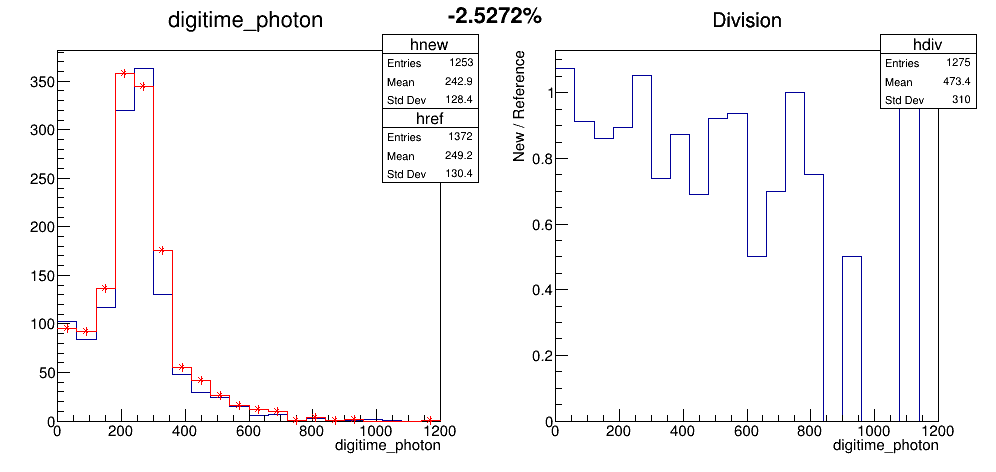 -2.5272%
digitime_photon
hnew
Entries 1253
Mean 242.9
Std Dev 128.4
href
Entries 1372
Mean 249.2
Std Dev 130.4
350
300
250
200
150
100
50
0
0 200 400 600 800 1000 1200
digitime_photon
Division
hdiv
Entries 1275
Mean 473.4
Std Dev 310
New / Reference
1
0.8
0.6
0.4
0.2
0
0 200 400 600 800 1000 1200
digitime_photon